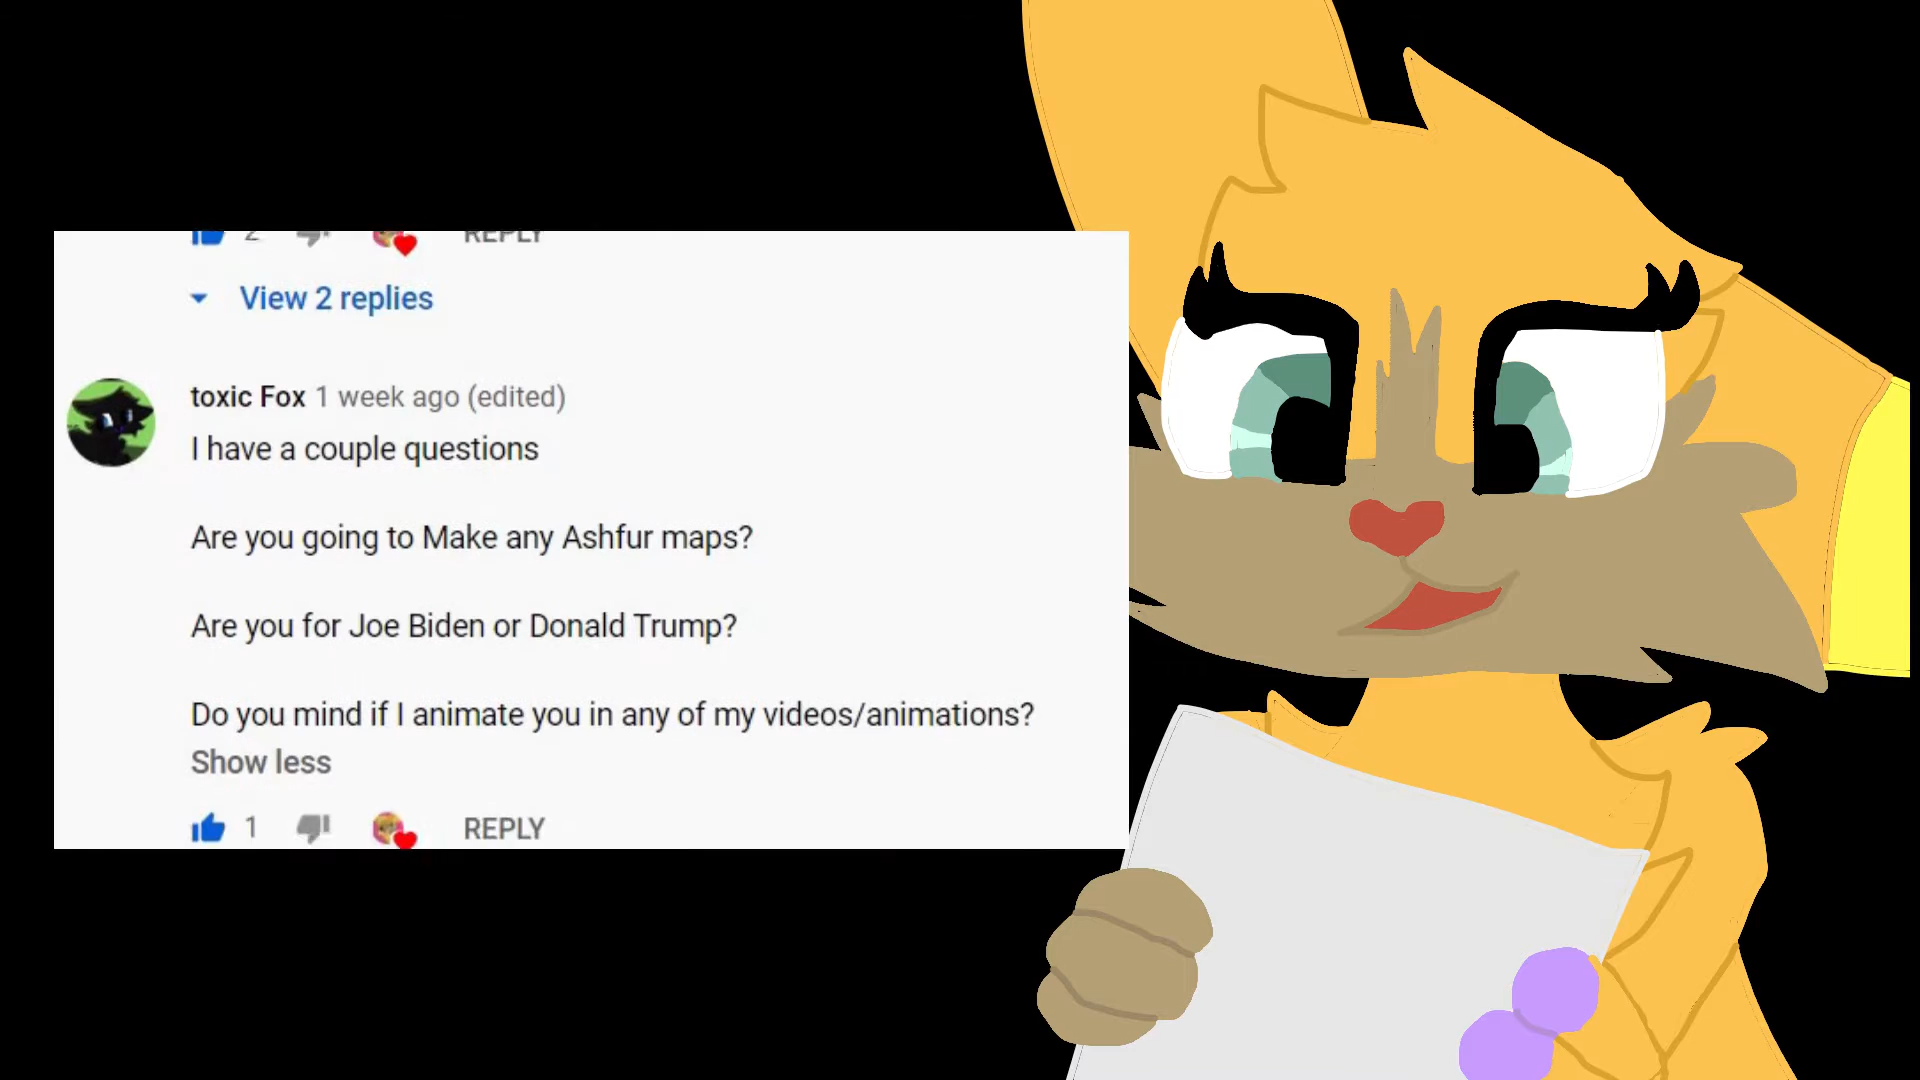 2 REPLY
View 2 replies
toxic Fox 1 week ago (edited)
I have a couple questions
Are you going to Make any Ashfur maps?
Are you for Joe Biden or Donald Trump?
Do you mind if I animate you in any of my videos/animations?
Show less
1 REPLY